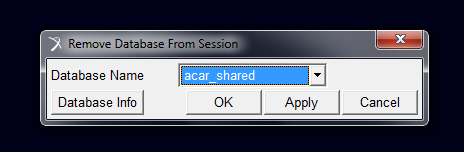 Remove Database From Session
Database Name acar_shared
Database Info OK Apply Cancel